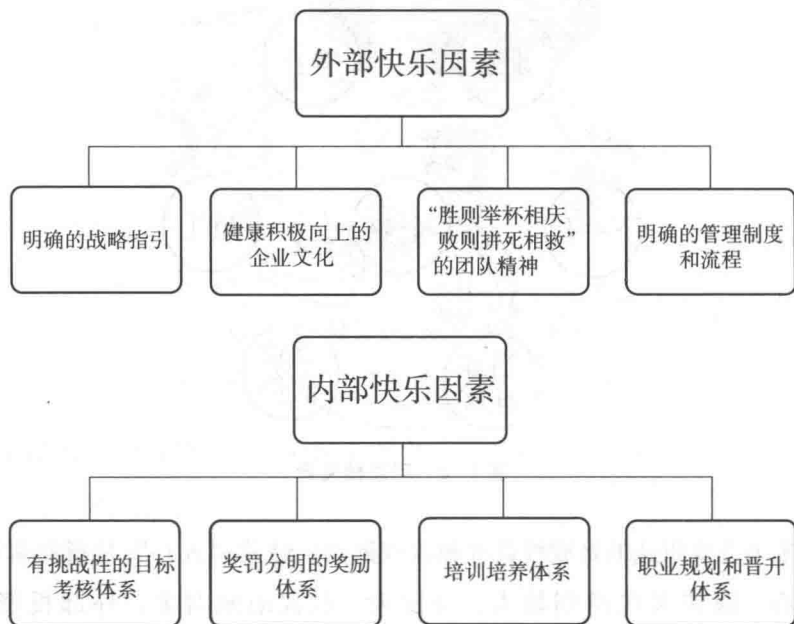 外部快乐因素
明确的战略指引
健康积极向上的
企业文化
“胜则举杯相庆
败则拼死相救”
的团队精神
明确的管理制度
和流程
内部快乐因素
有挑战性的目标
考核体系
奖罚分明的奖励
体系
培训培养体系
职业规划和晋升
体系